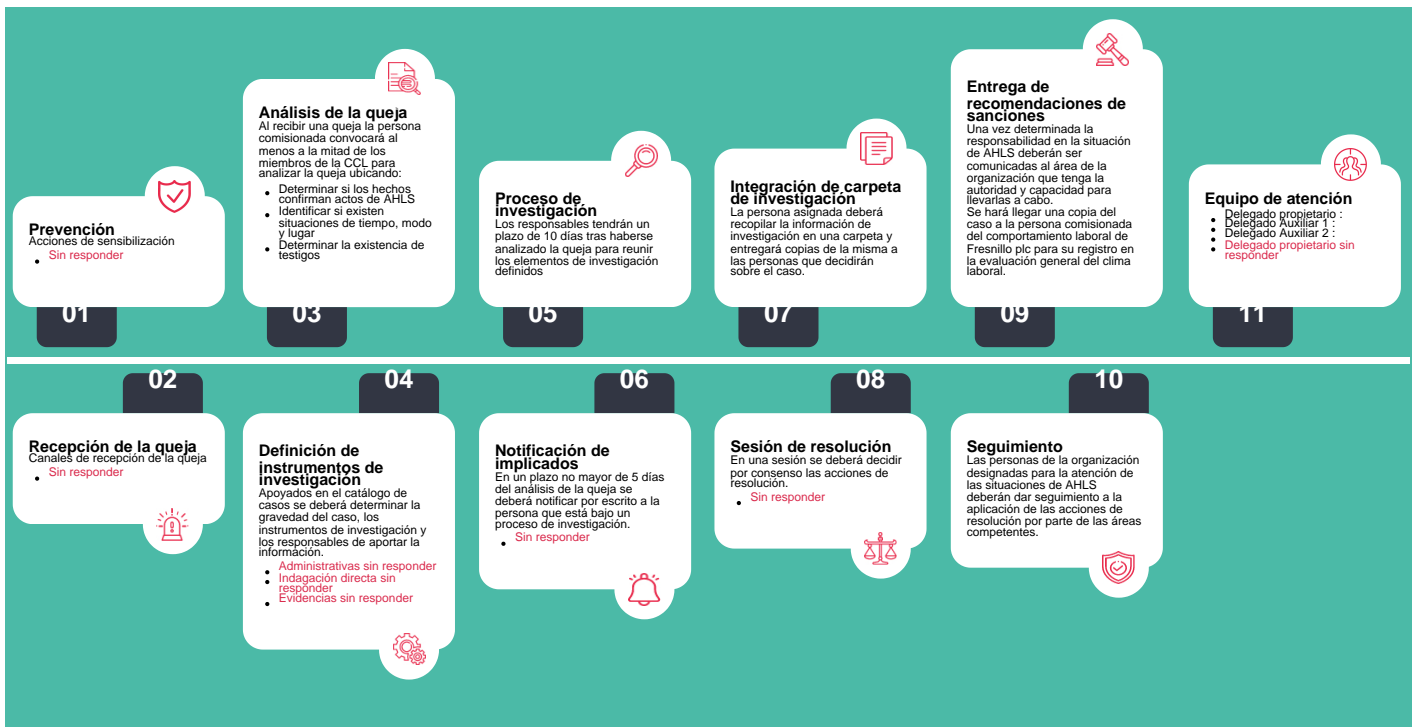 Prevención
Acciones de sensibilización
Sin responder
01
Análisis de la queja
Al recibir una queja la persona
comisionada convocará al
menos a la mitad de los
miembros de la CCL para
analizar la queja ubicando:
Determinar si los hechos
confirman actos de AHLS
Identificar si existen
situaciones de tiempo, modo
y lugar
Determinar la existencia de
testigos
03
Proceso de
investigación
Los responsables tendrán un
plazo de 10 días tras haberse
analizado la queja para reunir
los elementos de investigación
definidos
05
Integración de carpeta
de investigación
La persona asignada deberá
recopilar la información de
investigación en una carpeta y
entregará copias de la misma a
las personas que decidirán
sobre el caso.
07
Entrega de
recomendaciones de
sanciones
Una vez determinada la
responsabilidad en la situación
de AHLS deberán ser
comunicadas al área de la
organización que tenga la
autoridad y capacidad para
llevarlas a cabo.
Se hará llegar una copia del
caso a la persona comisionada
del comportamiento laboral de
Fresnillo plc para su registro en
la evaluación general del clima
laboral.
09
Equipo de atención
Delegado propietario :
Delegado Auxiliar 1 :
Delegado Auxiliar 2 :
Delegado propietario sin
responder
11
02
Recepción de la queja
Canales de recepción de la queja
Sin responder
04
Definición de
instrumentos de
investigación
Apoyados en el catálogo de
casos se deberá determinar la
gravedad del caso, los
instrumentos de investigación y
los responsables de aportar la
información.
Administrativas sin responder
Indagación directa sin
responder
Evidencias sin responder
06
Notificación de
implicados
En un plazo no mayor de 5 días
del análisis de la queja se
deberá notificar por escrito a la
persona que está bajo un
proceso de investigación.
Sin responder
08
Sesión de resolución
En una sesión se deberá decidir
por consenso las acciones de
resolución.
Sin responder
10
Seguimiento
Las personas de la organización
designadas para la atención de
las situaciones de AHLS
deberán dar seguimiento a la
aplicación de las acciones de
resolución por parte de las áreas
competentes.